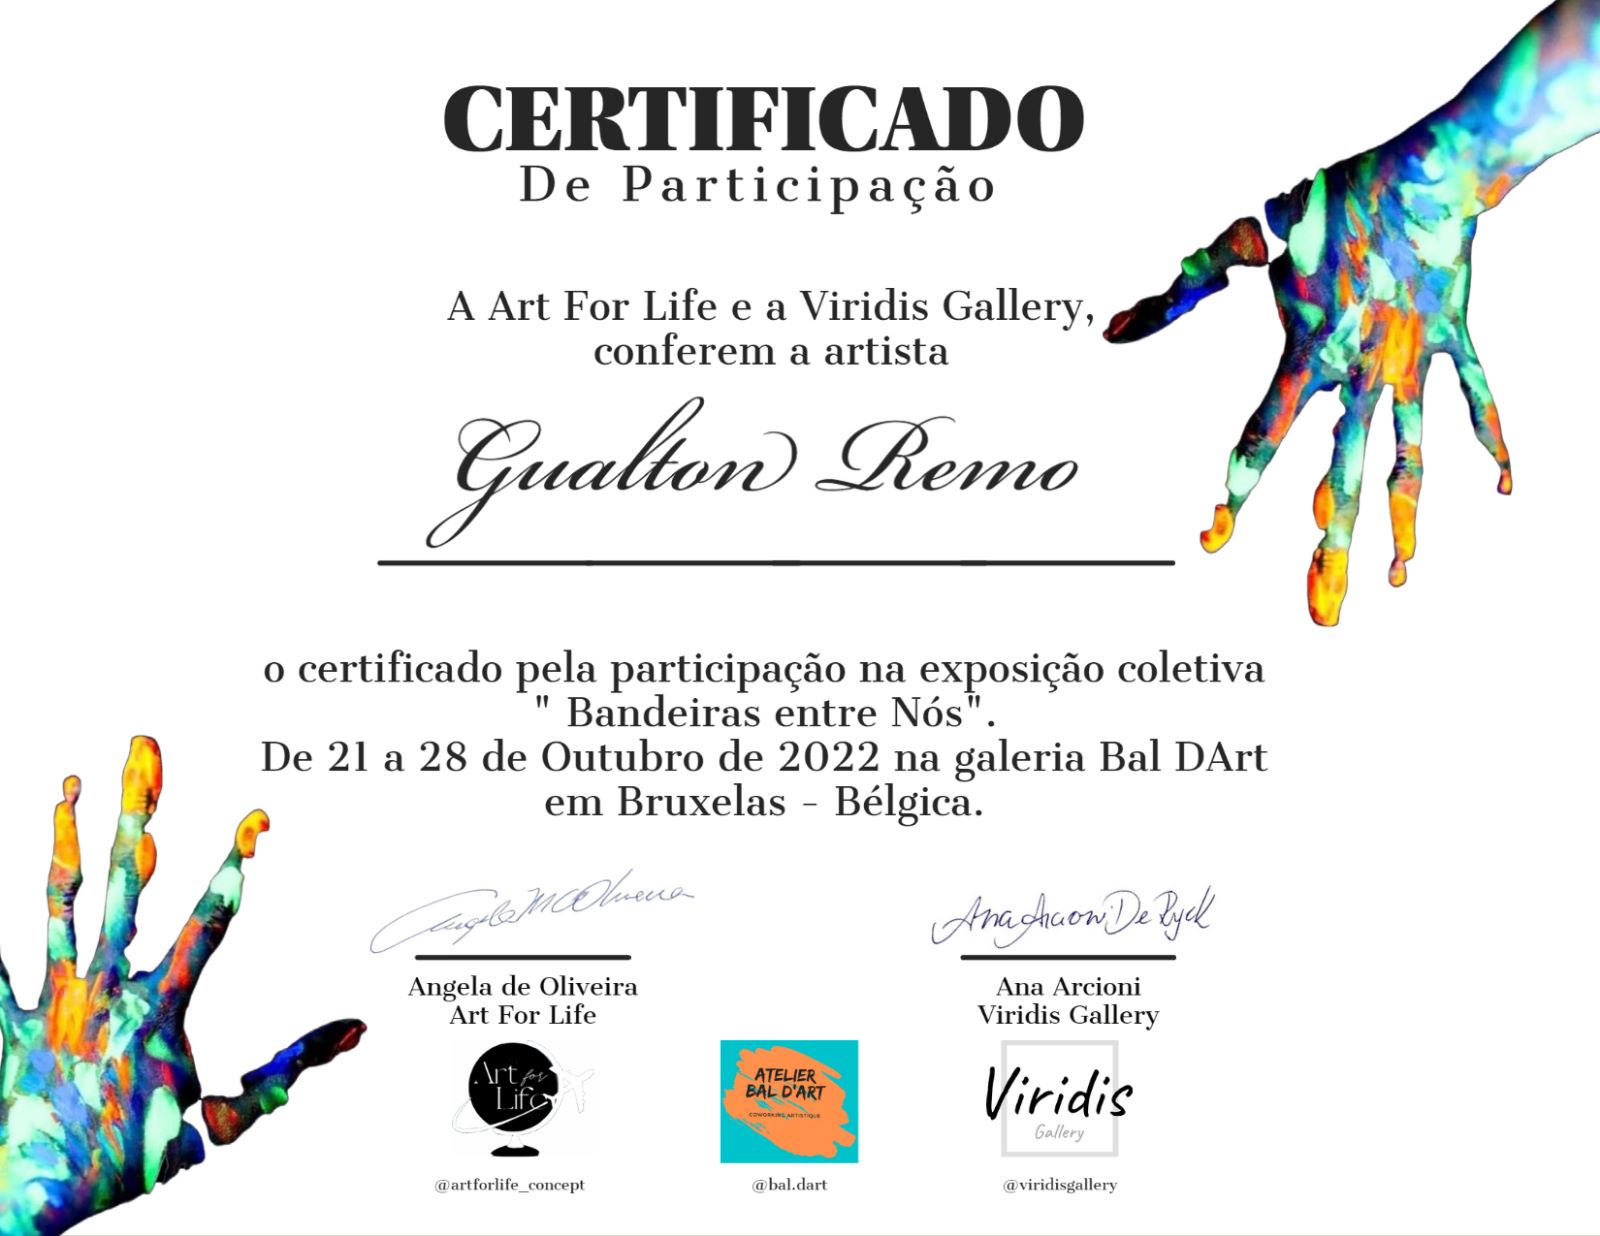 CERTIFICADO
De Participação
A Art For Life e a Viridis Gallery,
conferem a artista
Gualton Remo
o certificado pela participação na exposição coletiva
" Bandeiras entre Nós".
De 21 a 28 de Outubro de 2022 na galeria Bal DArt
em Bruxelas - Bélgica.
Angela M C Oliveira
Ana Arcioni De Ryck
Angela de Oliveira
Art For Life
Ana Arcioni
Viridis Gallery
Art for
Life
ATELIER
BAL D'ART
COWORKING ARTISTIQUE
Viridis
Gallery
@artforlife_concept
@bal.dart
@viridisgallery